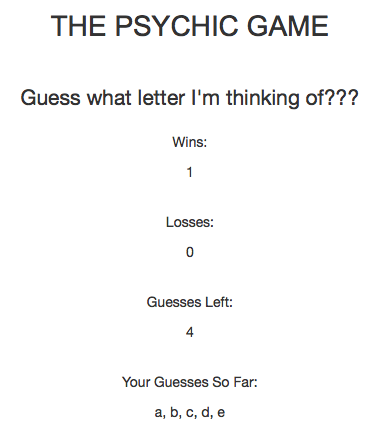 THE PSYCHIC GAME
Guess what letter I'm thinking of???
Wins:
1
Losses:
0
Guesses Left:
4
Your Guesses So Far:
a, b, c, d, e